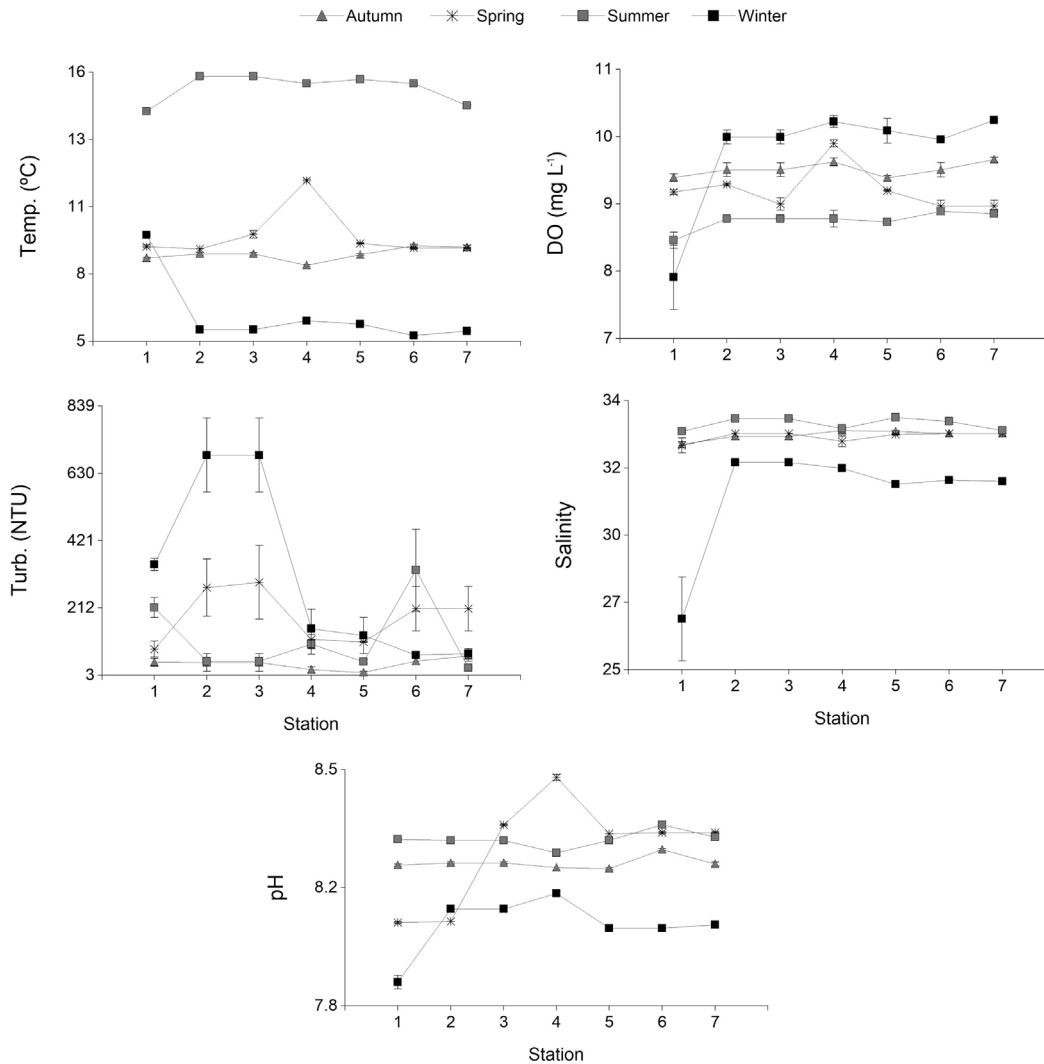 Autumn Spring Summer Winter
Temp. (ºC)
16
13
11
8
5
1 2 3 4 5 6 7
DO (mg L⁻¹)
11
10
9
8
7
1 2 3 4 5 6 7
Turb. (NTU)
839
630
421
212
3
1 2 3 4 5 6 7
Station
Salinity
34
32
30
27
25
1 2 3 4 5 6 7
Station
pH
8.5
8.2
7.8
1 2 3 4 5 6 7
Station